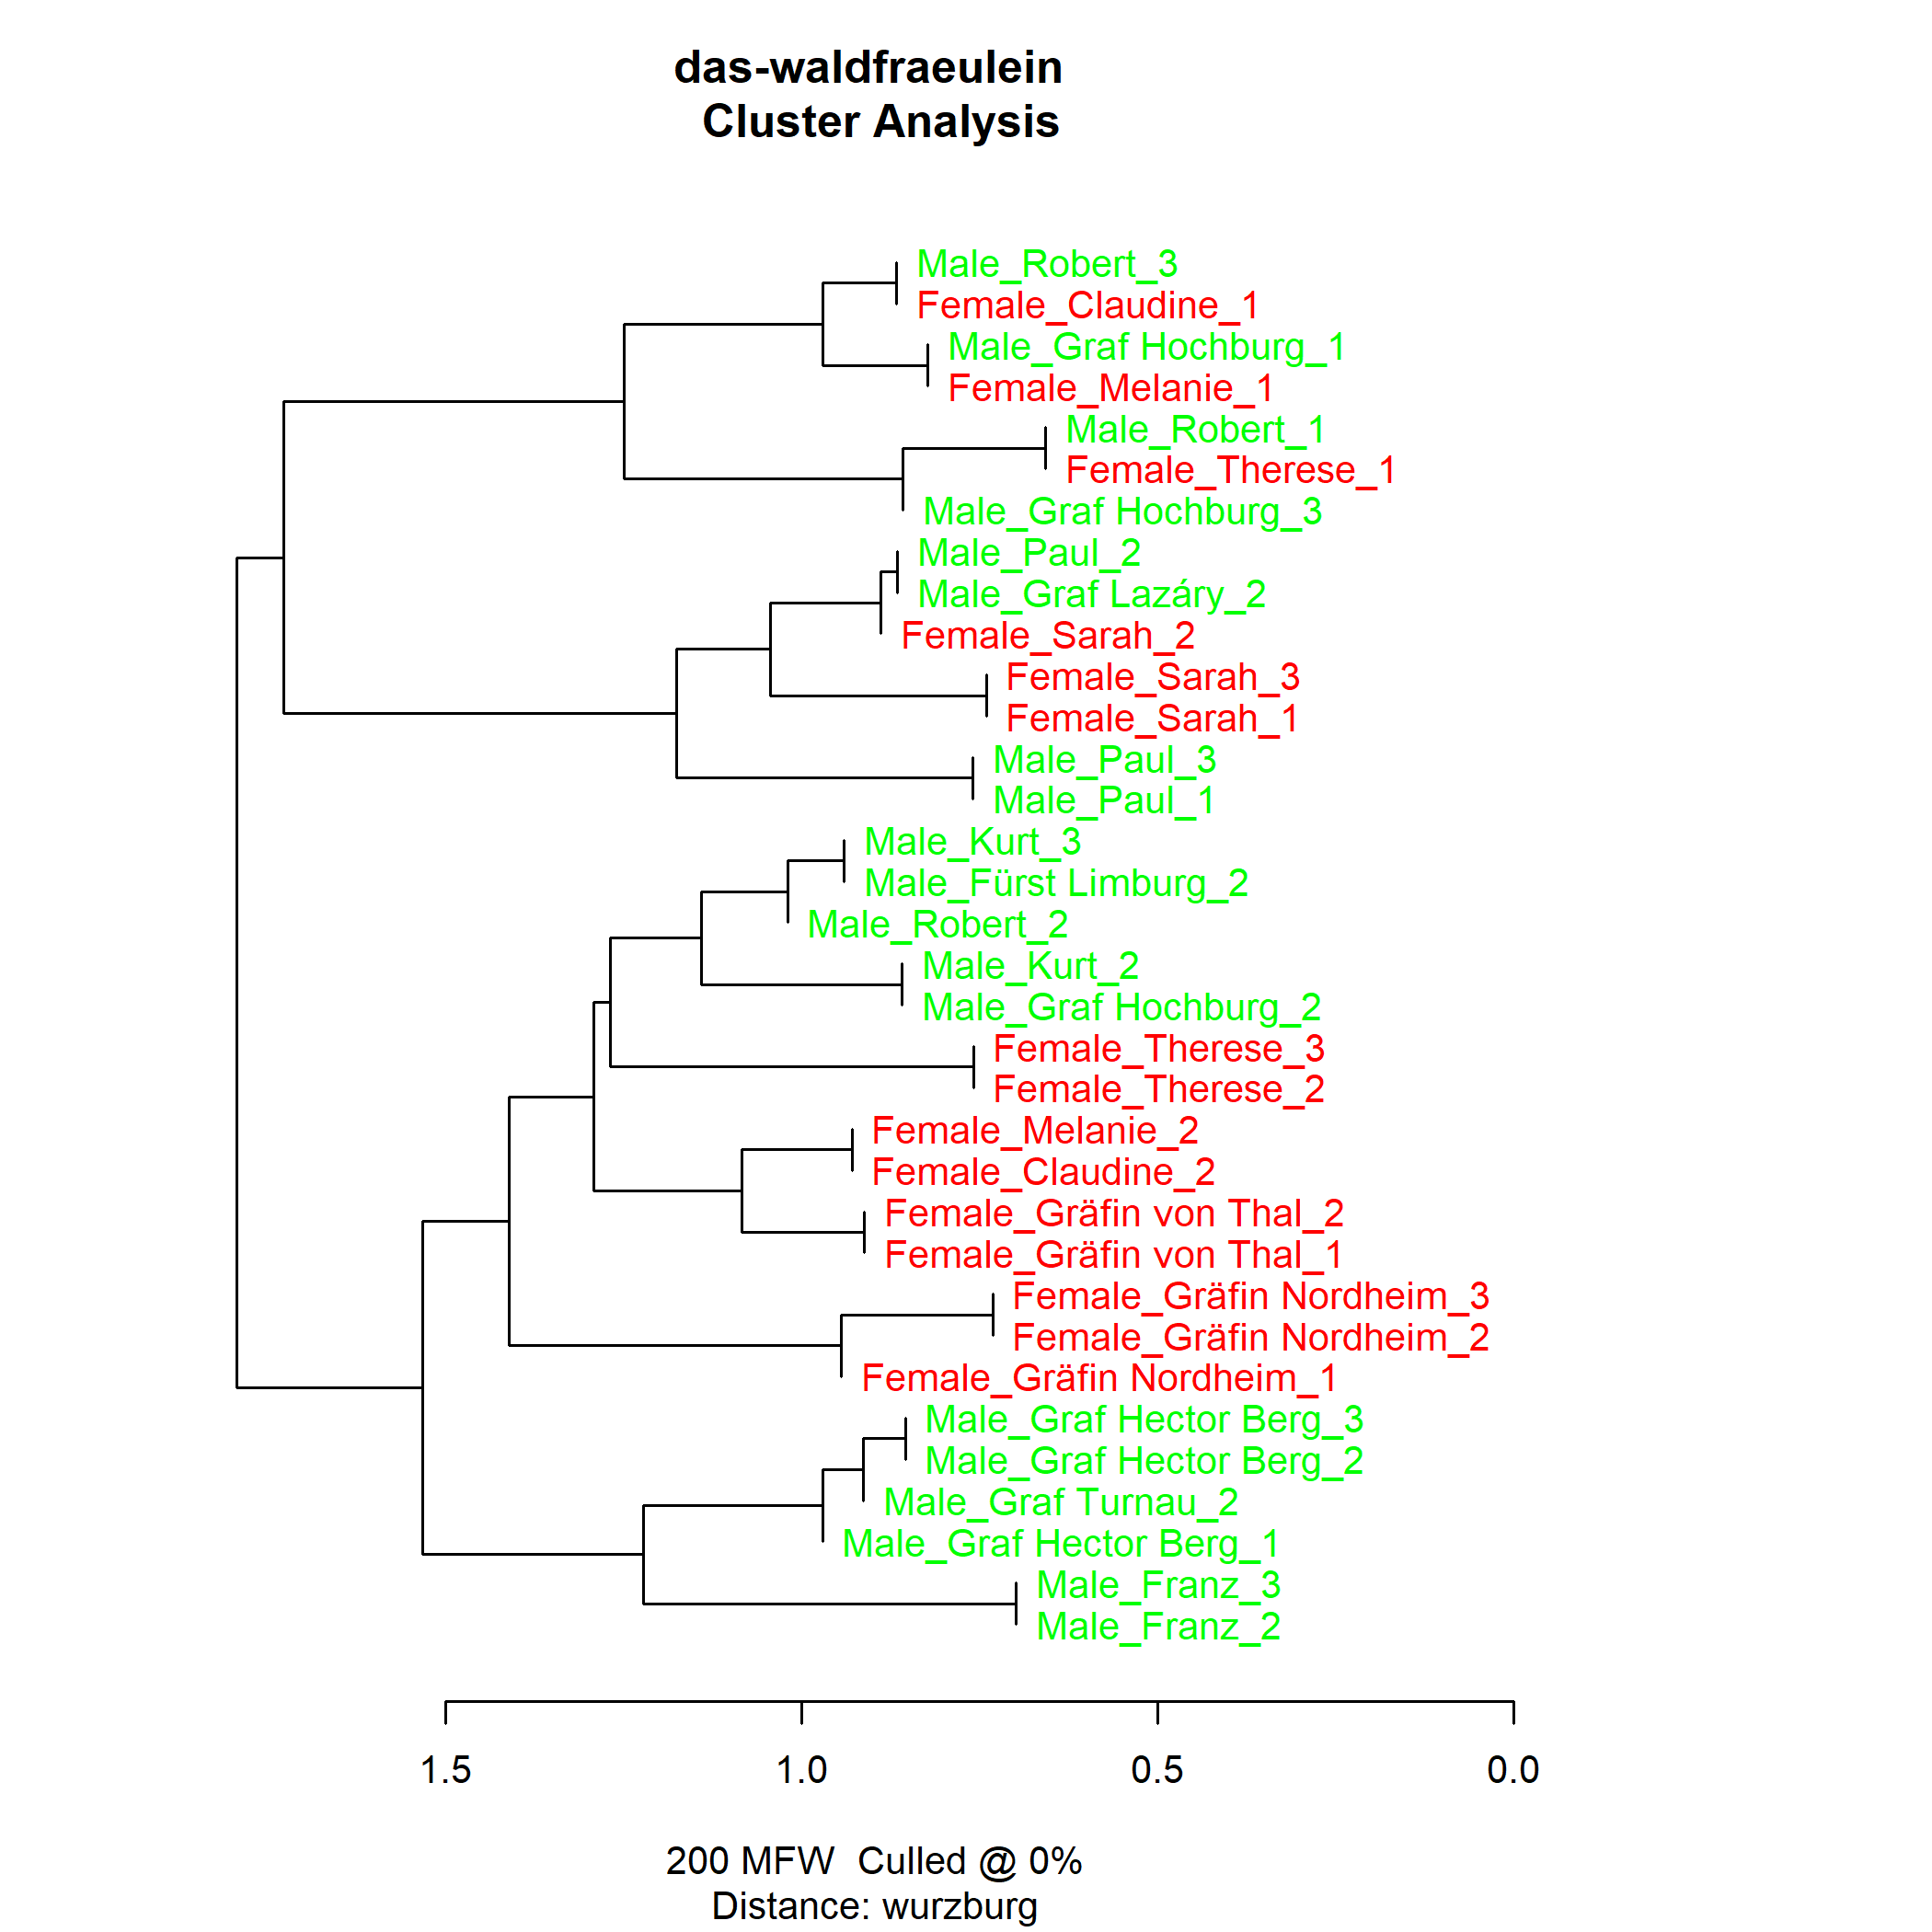 das-waldfraeulein
Cluster Analysis
Male_Robert_3
Female_Claudine_1
Male_Graf Hochburg_1
Female_Melanie_1
Male_Robert_1
Female_Therese_1
Male_Graf Hochburg_3
Male_Paul_2
Male_Graf Lazáry_2
Female_Sarah_2
Female_Sarah_3
Female_Sarah_1
Male_Paul_3
Male_Paul_1
Male_Kurt_3
Male_Fürst Limburg_2
Male_Robert_2
Male_Kurt_2
Male_Graf Hochburg_2
Female_Therese_3
Female_Therese_2
Female_Melanie_2
Female_Claudine_2
Female_Gräfin von Thal_2
Female_Gräfin von Thal_1
Female_Gräfin Nordheim_3
Female_Gräfin Nordheim_2
Female_Gräfin Nordheim_1
Male_Graf Hector Berg_3
Male_Graf Hector Berg_2
Male_Graf Turnau_2
Male_Graf Hector Berg_1
Male_Franz_3
Male_Franz_2
1.5 1.0 0.5 0.0
200 MFW  Culled @ 0%
Distance: wurzburg